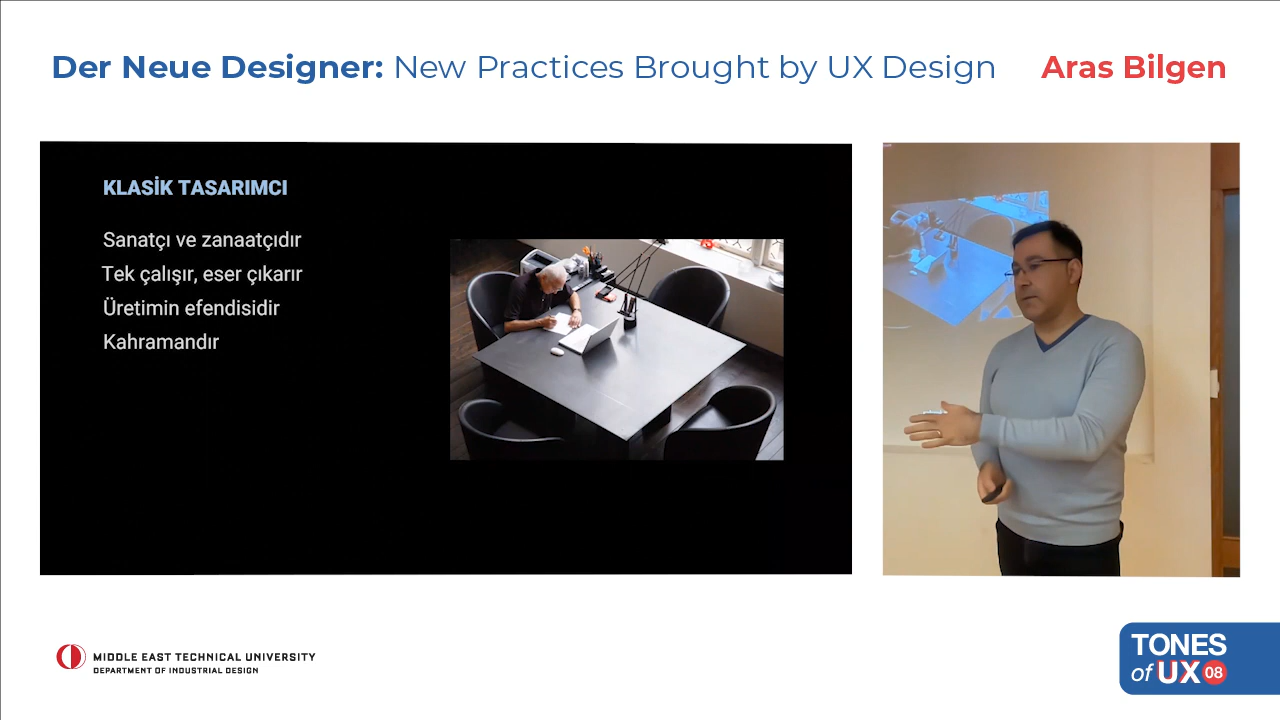 Der Neue Designer: New Practices Brought by UX Design
Aras Bilgen
KLASİK TASARIMCI
Sanatçı ve zanaatçıdır
Tek çalışır, eser çıkarır
Üretimin efendisidir
Kahramandır
MIDDLE EAST TECHNICAL UNIVERSITY
DEPARTMENT OF INDUSTRIAL DESIGN
TONES
of UX 08